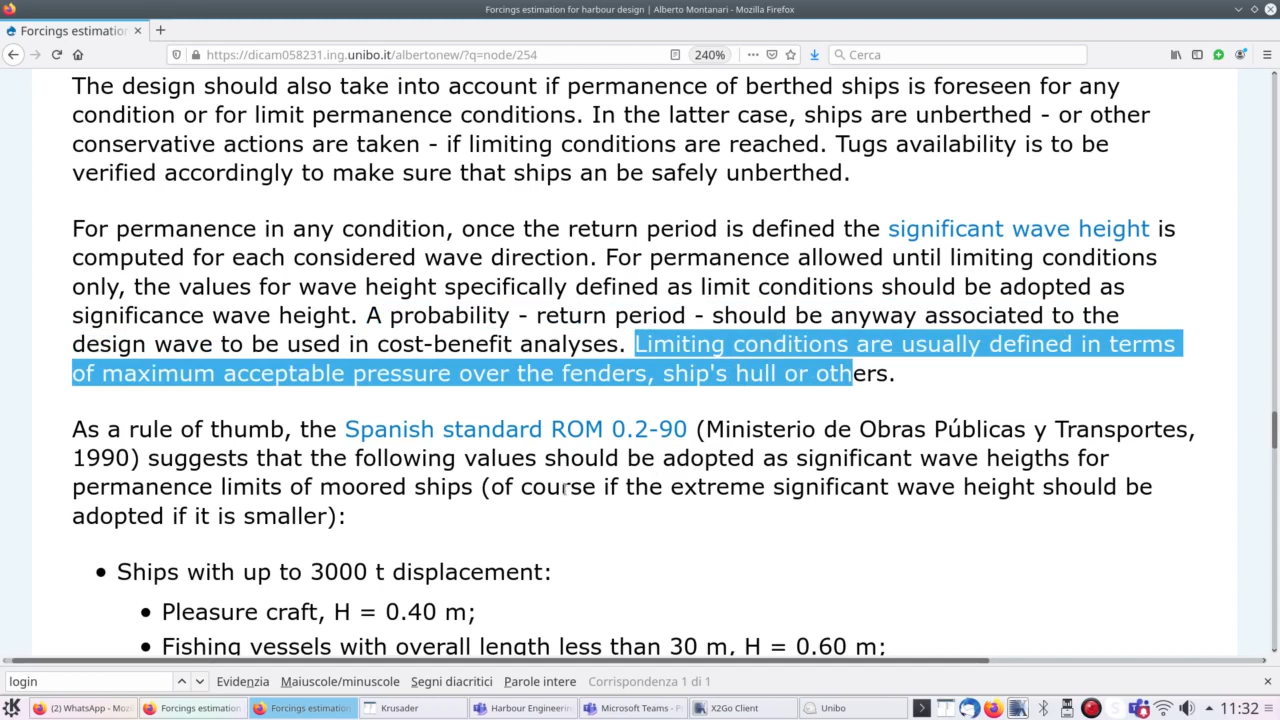 Forcings estimation for harbour design | Alberto Montanari - Mozilla Firefox
Forcings estimation
https://dicam058231.ing.unibo.it/albertonew/?q=node/254
240%
Cerca
The design should also take into account if permanence of berthed ships is foreseen for any
condition or for limit permanence conditions. In the latter case, ships are unberthed - or other
conservative actions are taken - if limiting conditions are reached. Tugs availability is to be
verified accordingly to make sure that ships an be safely unberthed.
For permanence in any condition, once the return period is defined the significant wave height is
computed for each considered wave direction. For permanence allowed until limiting conditions
only, the values for wave height specifically defined as limit conditions should be adopted as
significance wave height. A probability - return period - should be anyway associated to the
design wave to be used in cost-benefit analyses. Limiting conditions are usually defined in terms
of maximum acceptable pressure over the fenders, ship's hull or others.
As a rule of thumb, the Spanish standard ROM 0.2-90 (Ministerio de Obras Públicas y Transportes,
1990) suggests that the following values should be adopted as significant wave heigths for
permanence limits of moored ships (of course if the extreme significant wave height should be
adopted if it is smaller):
• Ships with up to 3000 t displacement:
• Pleasure craft, H = 0.40 m;
• Fishing vessels with overall length less than 30 m, H = 0.60 m;
login
Evidenzia
Maiuscole/minuscole
Segni diacritici
Parole intere
Corrispondenza 1 di 1
(2) WhatsApp - Moz
Forcings estimation
Forcings estimation
Krusader
Harbour Engineering
Microsoft Teams - Pr
X2Go Client
Unibo
11:32